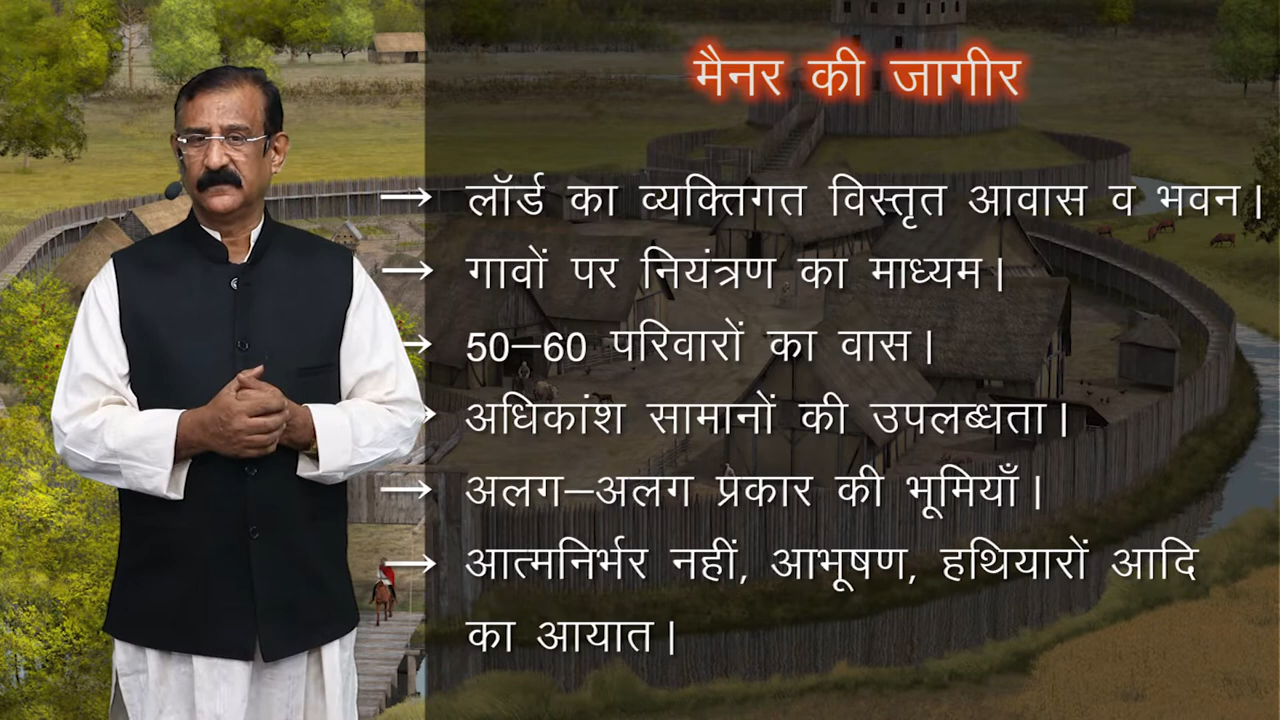 मैनर की जागीर
→ लॉर्ड का व्यक्तिगत विस्तृत आवास व भवन।
→ गावों पर नियंत्रण का माध्यम।
→ 50–60 परिवारों का वास।
→ अधिकांश सामानों की उपलब्धता।
→ अलग–अलग प्रकार की भूमियाँ।
→ आत्मनिर्भर नहीं, आभूषण, हथियारों आदि
का आयात।